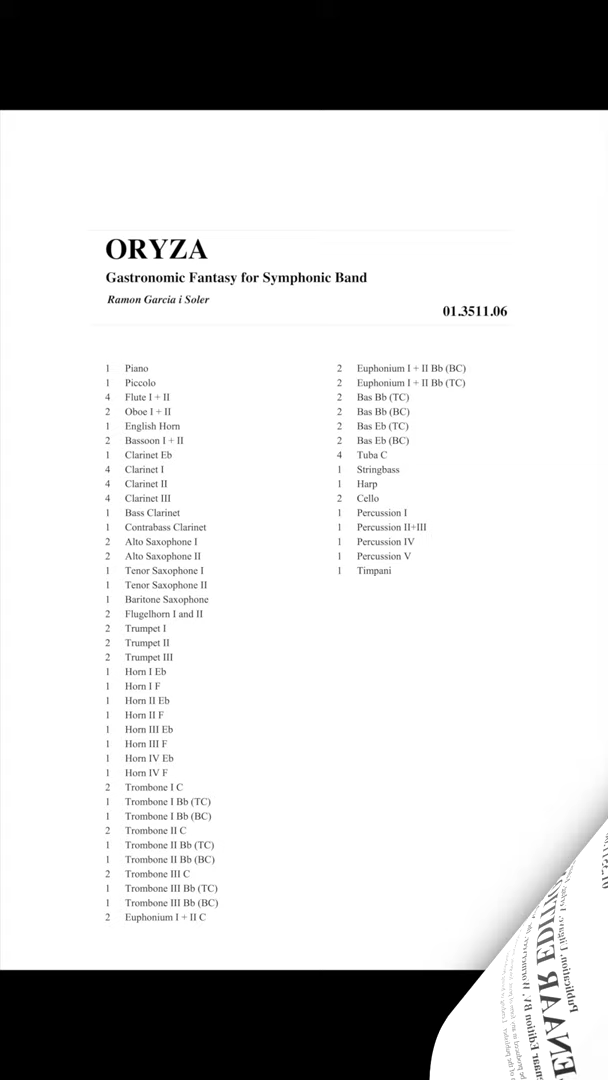 ORYZA
Gastronomic Fantasy for Symphonic Band
Ramon Garcia i Soler
01.3511.06
1 Piano
1 Piccolo
4 Flute I + II
2 Oboe I + II
1 English Horn
2 Bassoon I + II
1 Clarinet Eb
4 Clarinet I
4 Clarinet II
4 Clarinet III
1 Bass Clarinet
1 Contrabass Clarinet
2 Alto Saxophone I
2 Alto Saxophone II
1 Tenor Saxophone I
1 Tenor Saxophone II
1 Baritone Saxophone
2 Flugelhorn I and II
2 Trumpet I
2 Trumpet II
2 Trumpet III
1 Horn I Eb
1 Horn I F
1 Horn II Eb
1 Horn II F
1 Horn III Eb
1 Horn III F
1 Horn IV Eb
1 Horn IV F
2 Trombone I C
1 Trombone I Bb (TC)
1 Trombone I Bb (BC)
2 Trombone II C
1 Trombone II Bb (TC)
1 Trombone II Bb (BC)
2 Trombone III C
1 Trombone III Bb (TC)
1 Trombone III Bb (BC)
2 Euphonium I + II C
2 Euphonium I + II Bb (BC)
2 Euphonium I + II Bb (TC)
2 Bas Bb (TC)
2 Bas Bb (BC)
2 Bas Eb (TC)
2 Bas Eb (BC)
4 Tuba C
1 Stringbass
1 Harp
2 Cello
1 Percussion I
1 Percussion II+III
1 Percussion IV
1 Percussion V
1 Timpani